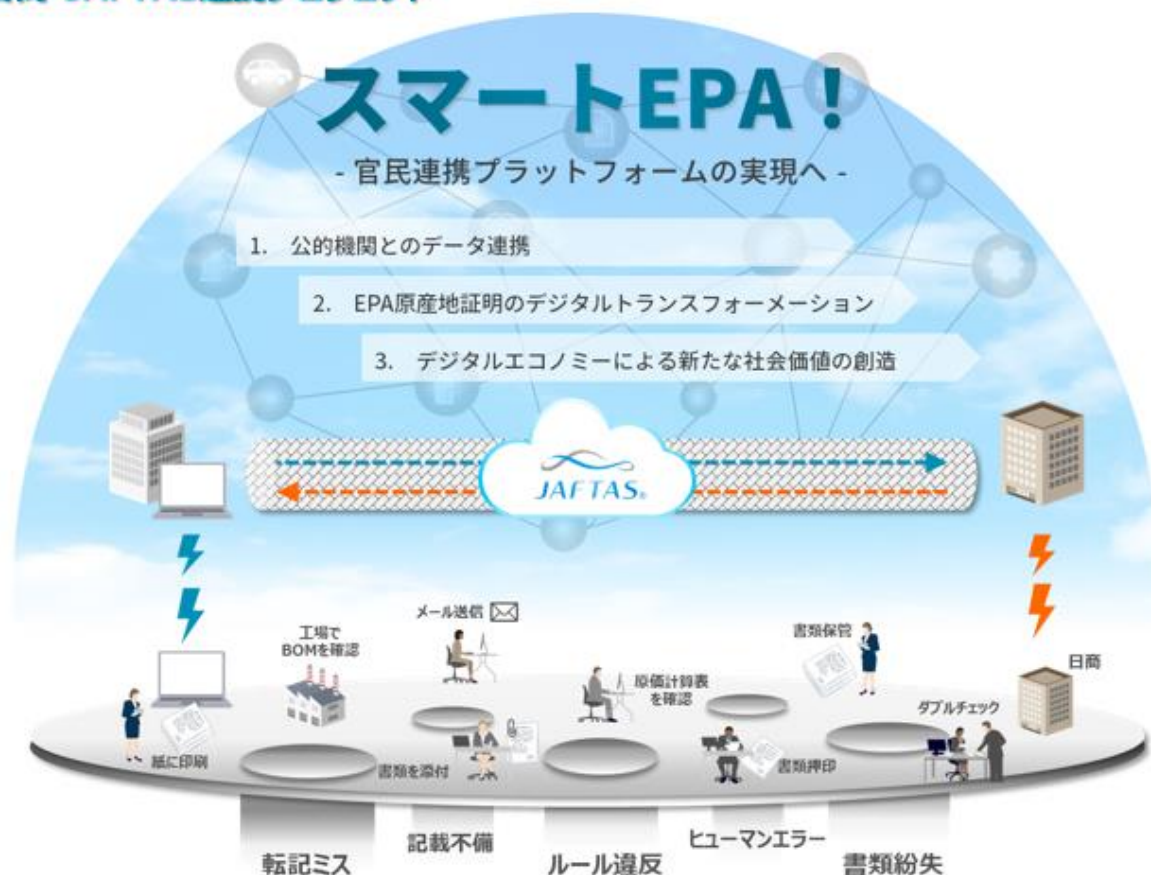 スマートEPA！
- 官民連携プラットフォームの実現へ -
1. 公的機関とのデータ連携
2. EPA原産地証明のデジタルトランスフォーメーション
3. デジタルエコノミーによる新たな社会価値の創造
JAFTAS®
メール送信
工場で
BOMを確認
書類保管
日商
原価計算表
を確認
ダブルチェック
紙に印刷
書類を添付
書類押印
転記ミス
記載不備
ルール違反
ヒューマンエラー
書類紛失